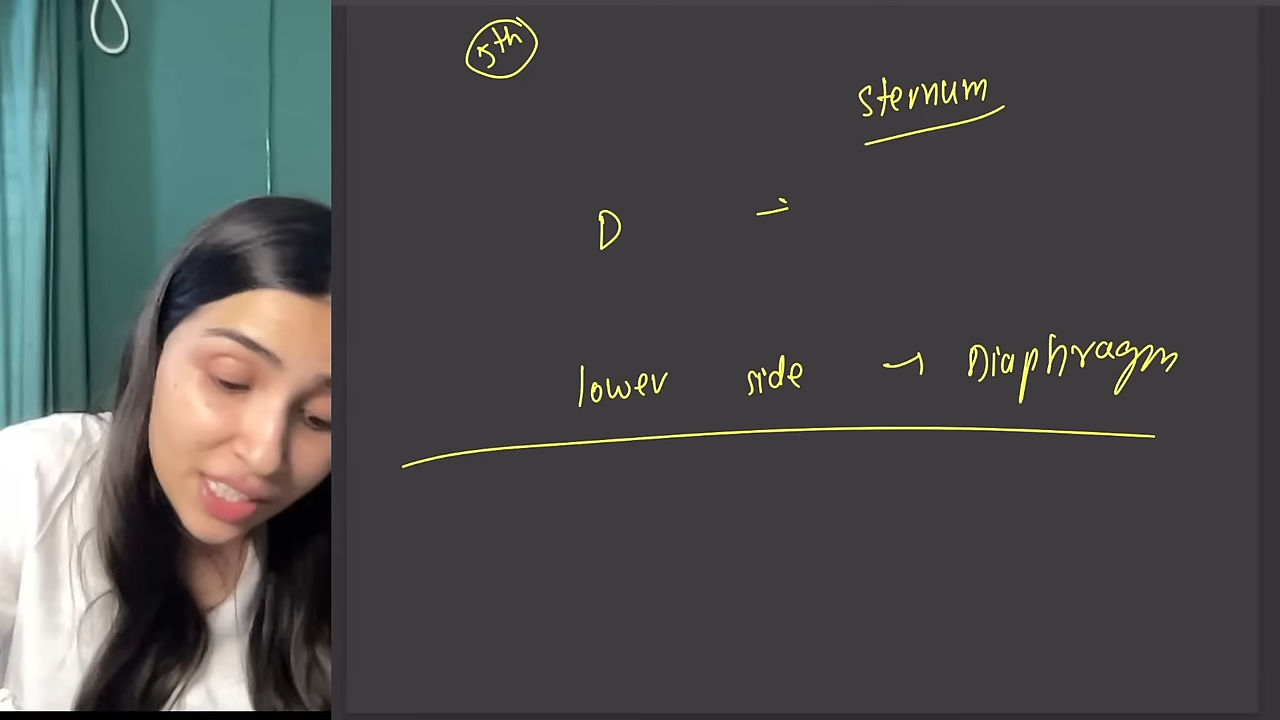 5th
sternum
D =
lower side → Diaphragm